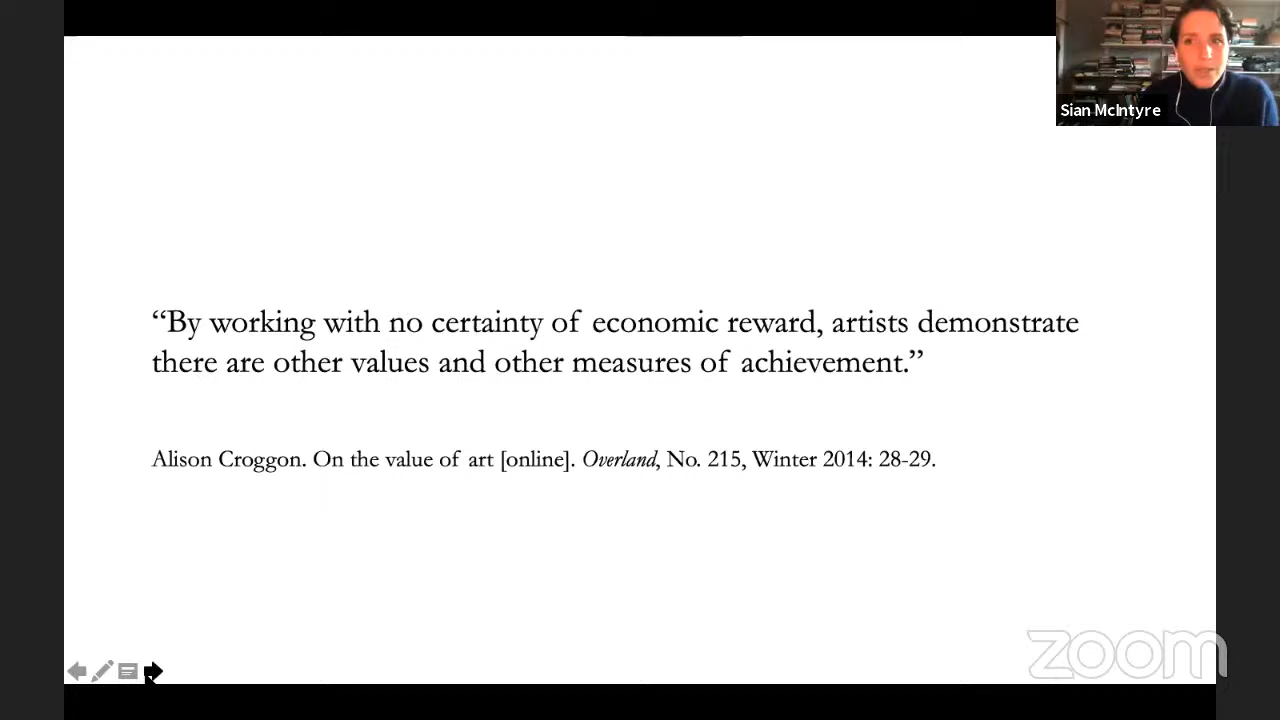 Sian McIntyre
“By working with no certainty of economic reward, artists demonstrate
there are other values and other measures of achievement.”
Alison Croggon. On the value of art [online]. Overland, No. 215, Winter 2014: 28-29.
zoom